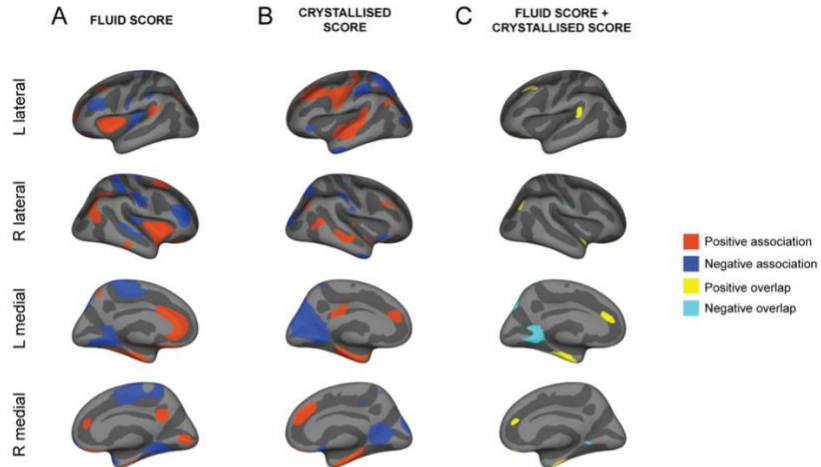 A FLUID SCORE
B CRYSTALLISED
SCORE
C FLUID SCORE +
CRYSTALLISED SCORE
L lateral
R lateral
L medial
R medial
Positive association
Negative association
Positive overlap
Negative overlap